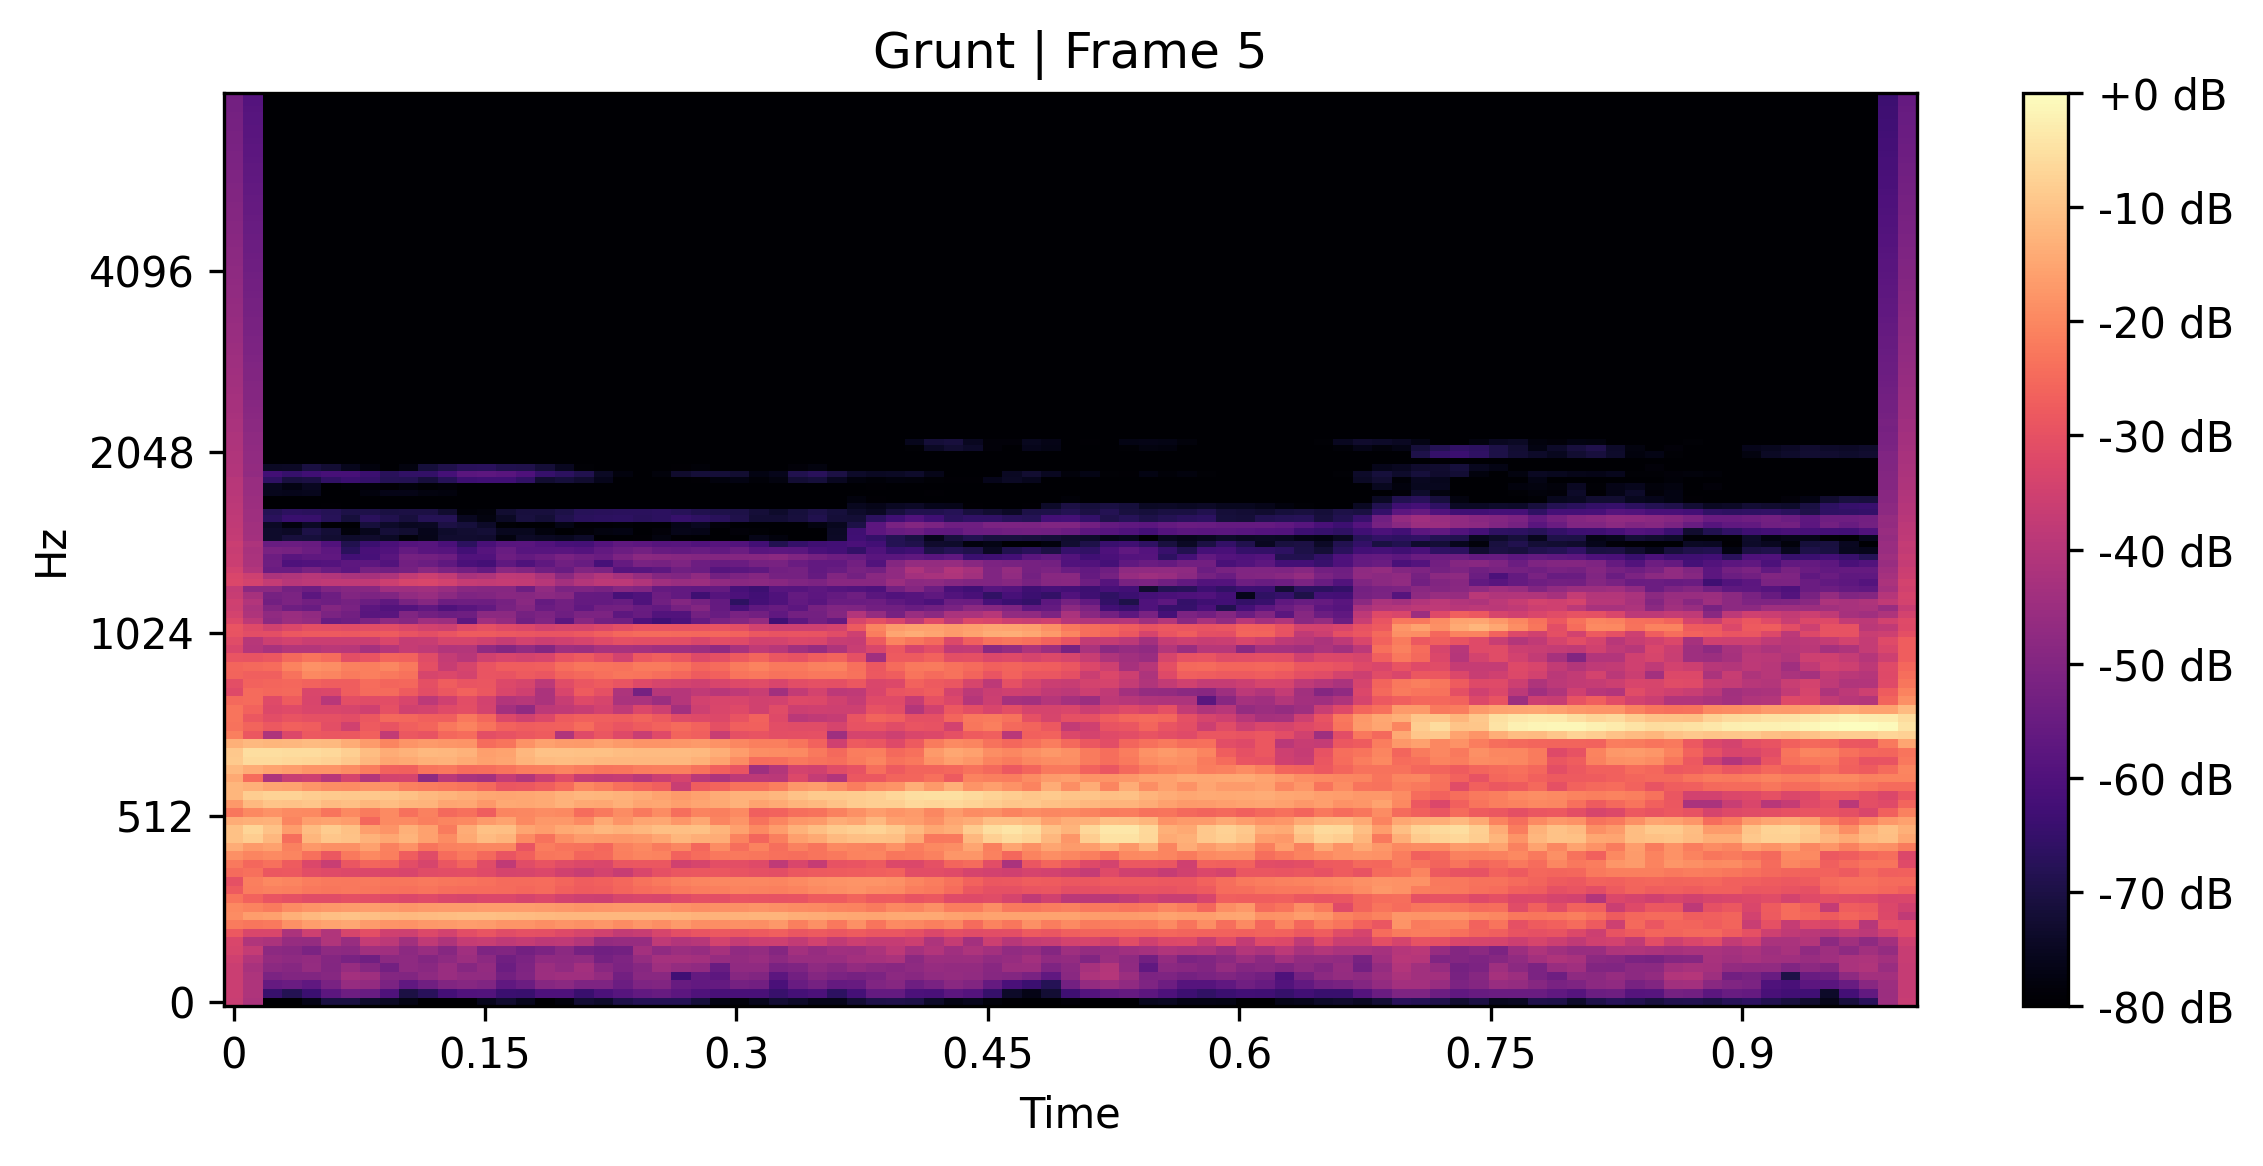 Grunt | Frame 5
+0 dB
-10 dB
-20 dB
-30 dB
-40 dB
-50 dB
-60 dB
-70 dB
-80 dB
Hz
4096
2048
1024
512
0
0 0.15 0.3 0.45 0.6 0.75 0.9
Time